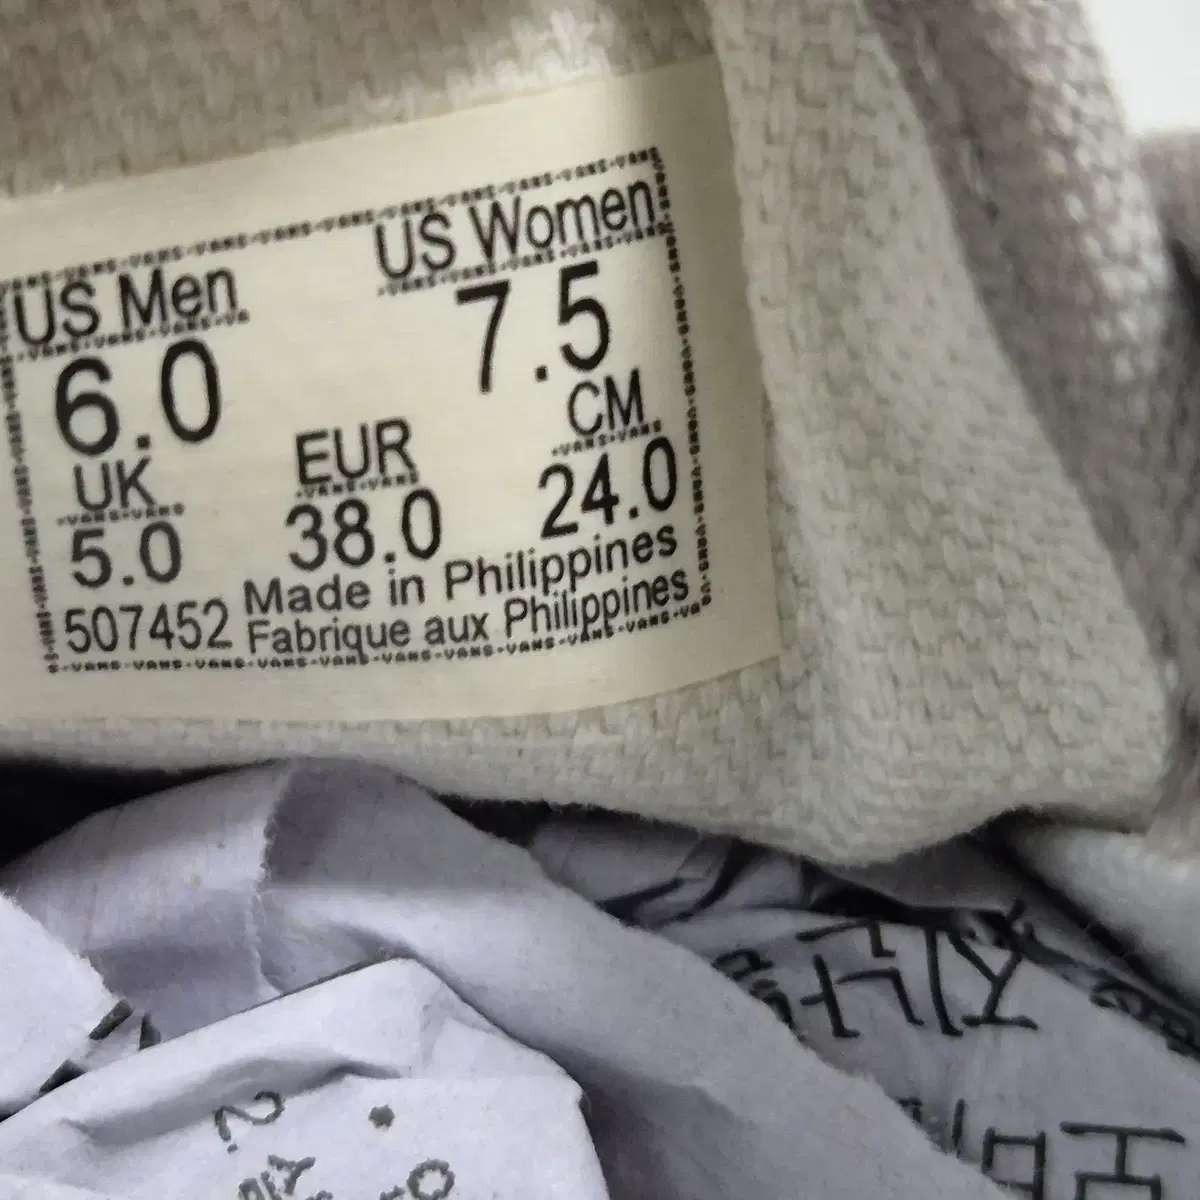 US Men US Women
6.0 7.5
UK EUR CM
5.0 38.0 24.0
507452 Made in Philippines
Fabrique aux Philippines